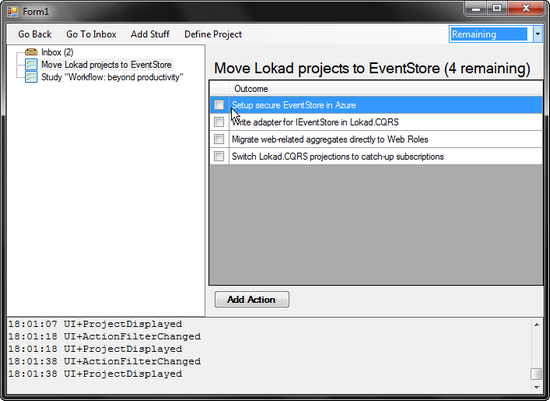 Form1
Go Back Go To Inbox Add Stuff Define Project Remaining
Inbox (2)
Move Lokad projects to EventStore
Study "Workflow: beyond productivity"
Move Lokad projects to EventStore (4 remaining)
Outcome
Setup secure EventStore in Azure
Write adapter for IEventStore in Lokad.CQRS
Migrate web-related aggregates directly to Web Roles
Switch Lokad.CQRS projections to catch-up subscriptions
Add Action
18:01:07 UI+ProjectDisplayed
18:01:18 UI+ActionFilterChanged
18:01:18 UI+ProjectDisplayed
18:01:38 UI+ActionFilterChanged
18:01:38 UI+ProjectDisplayed